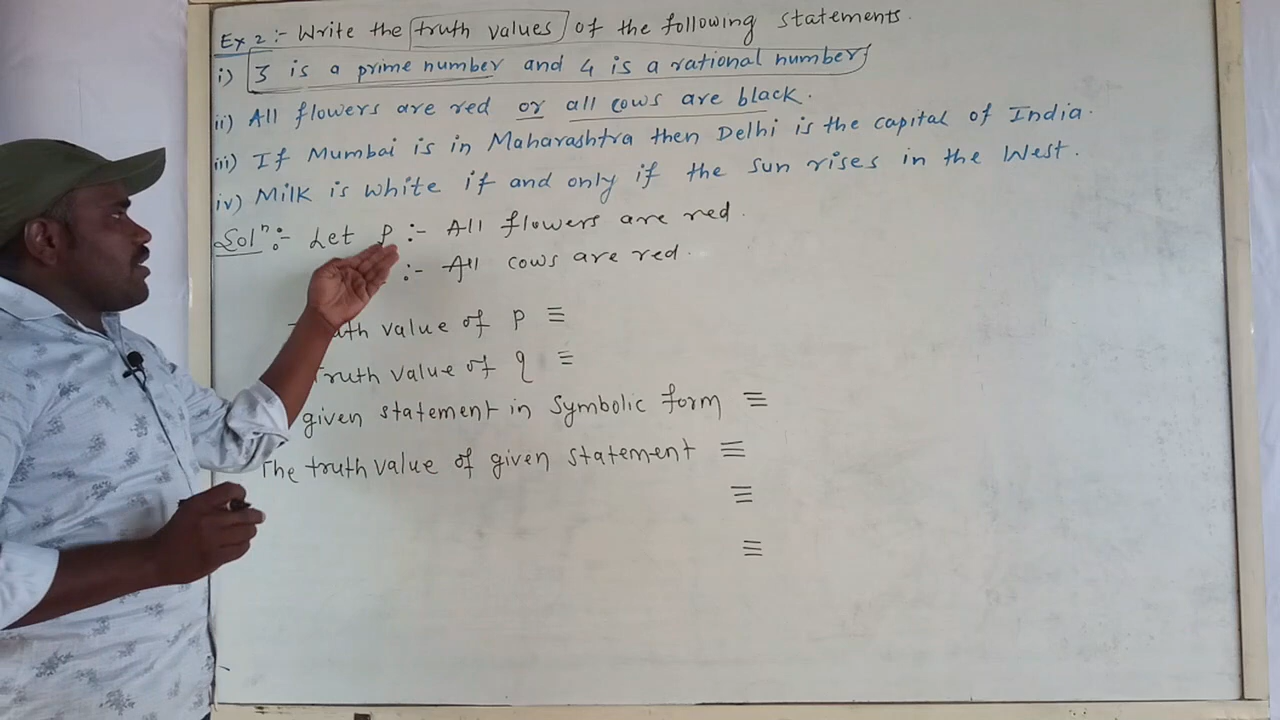 Ex 2 :- Write the truth values of the following statements.
i) 3 is a prime number and 4 is a rational number
ii) All flowers are red or all cows are black.
iii) If Mumbai is in Maharashtra then Delhi is the capital of India.
iv) Milk is white if and only if the sun rises in the West.
Solⁿ :- Let p :- All flowers are red.
:- All cows are red.
value of p ≡
Truth value of q ≡
given statement in symbolic form ≡
The truth value of given statement ≡
≡
≡